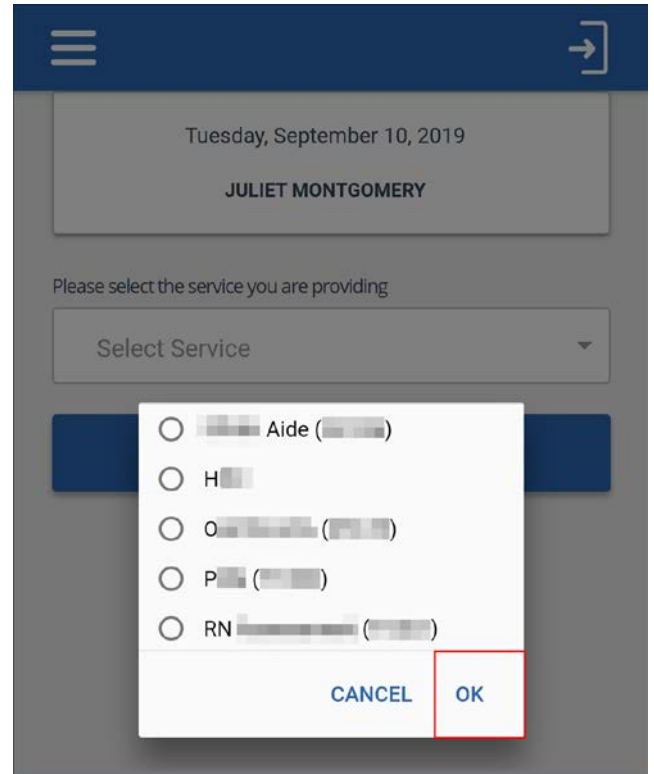 Tuesday, September 10, 2019
JULIET MONTGOMERY
Please select the service you are providing
Select Service
Aide ( )
H
O ( )
P ( )
RN ( )
CANCEL OK